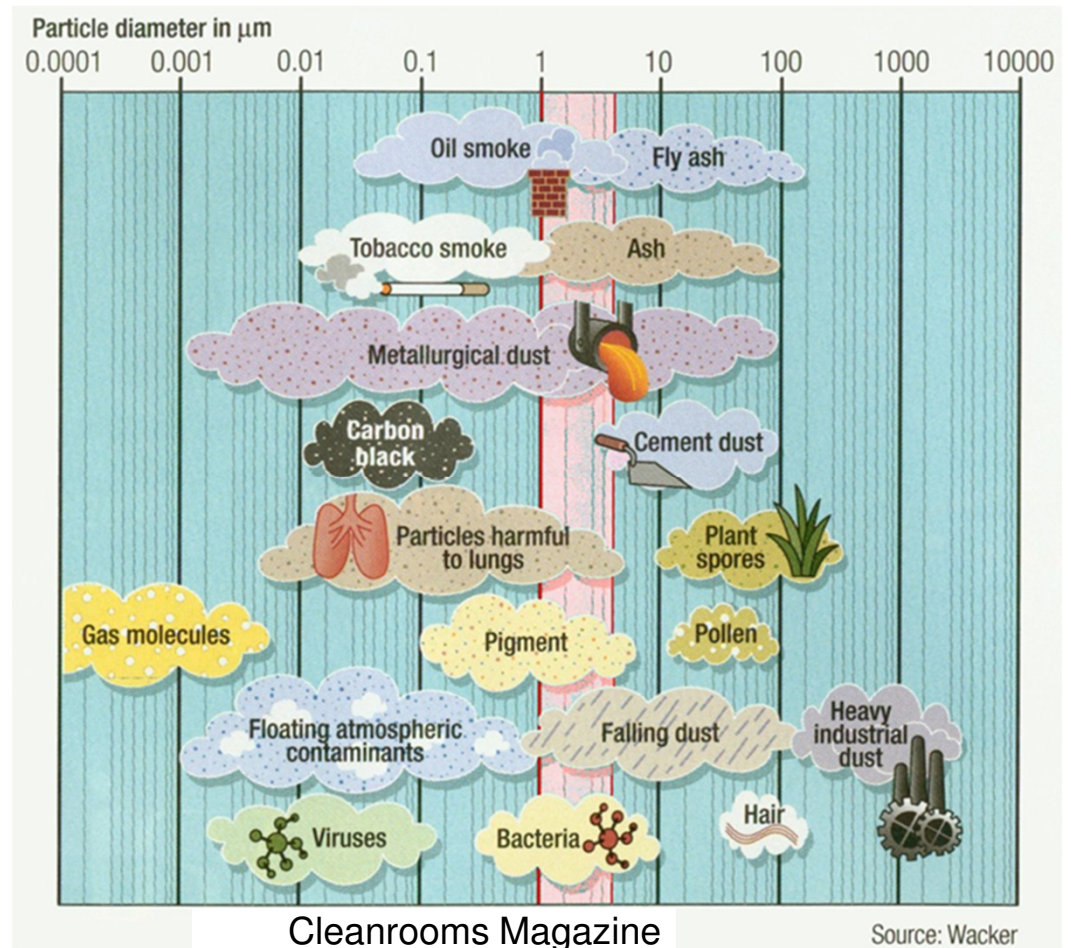 Particle diameter in μm
0.0001 0.001 0.01 0.1 1 10 100 1000 10000
Oil smoke
Fly ash
Tobacco smoke
Ash
Metallurgical dust
Carbon
black
Cement dust
Particles harmful
to lungs
Plant
spores
Gas molecules
Pigment
Pollen
Floating atmospheric
contaminants
Falling dust
Heavy
industrial
dust
Viruses
Bacteria
Hair
Cleanrooms Magazine
Source: Wacker